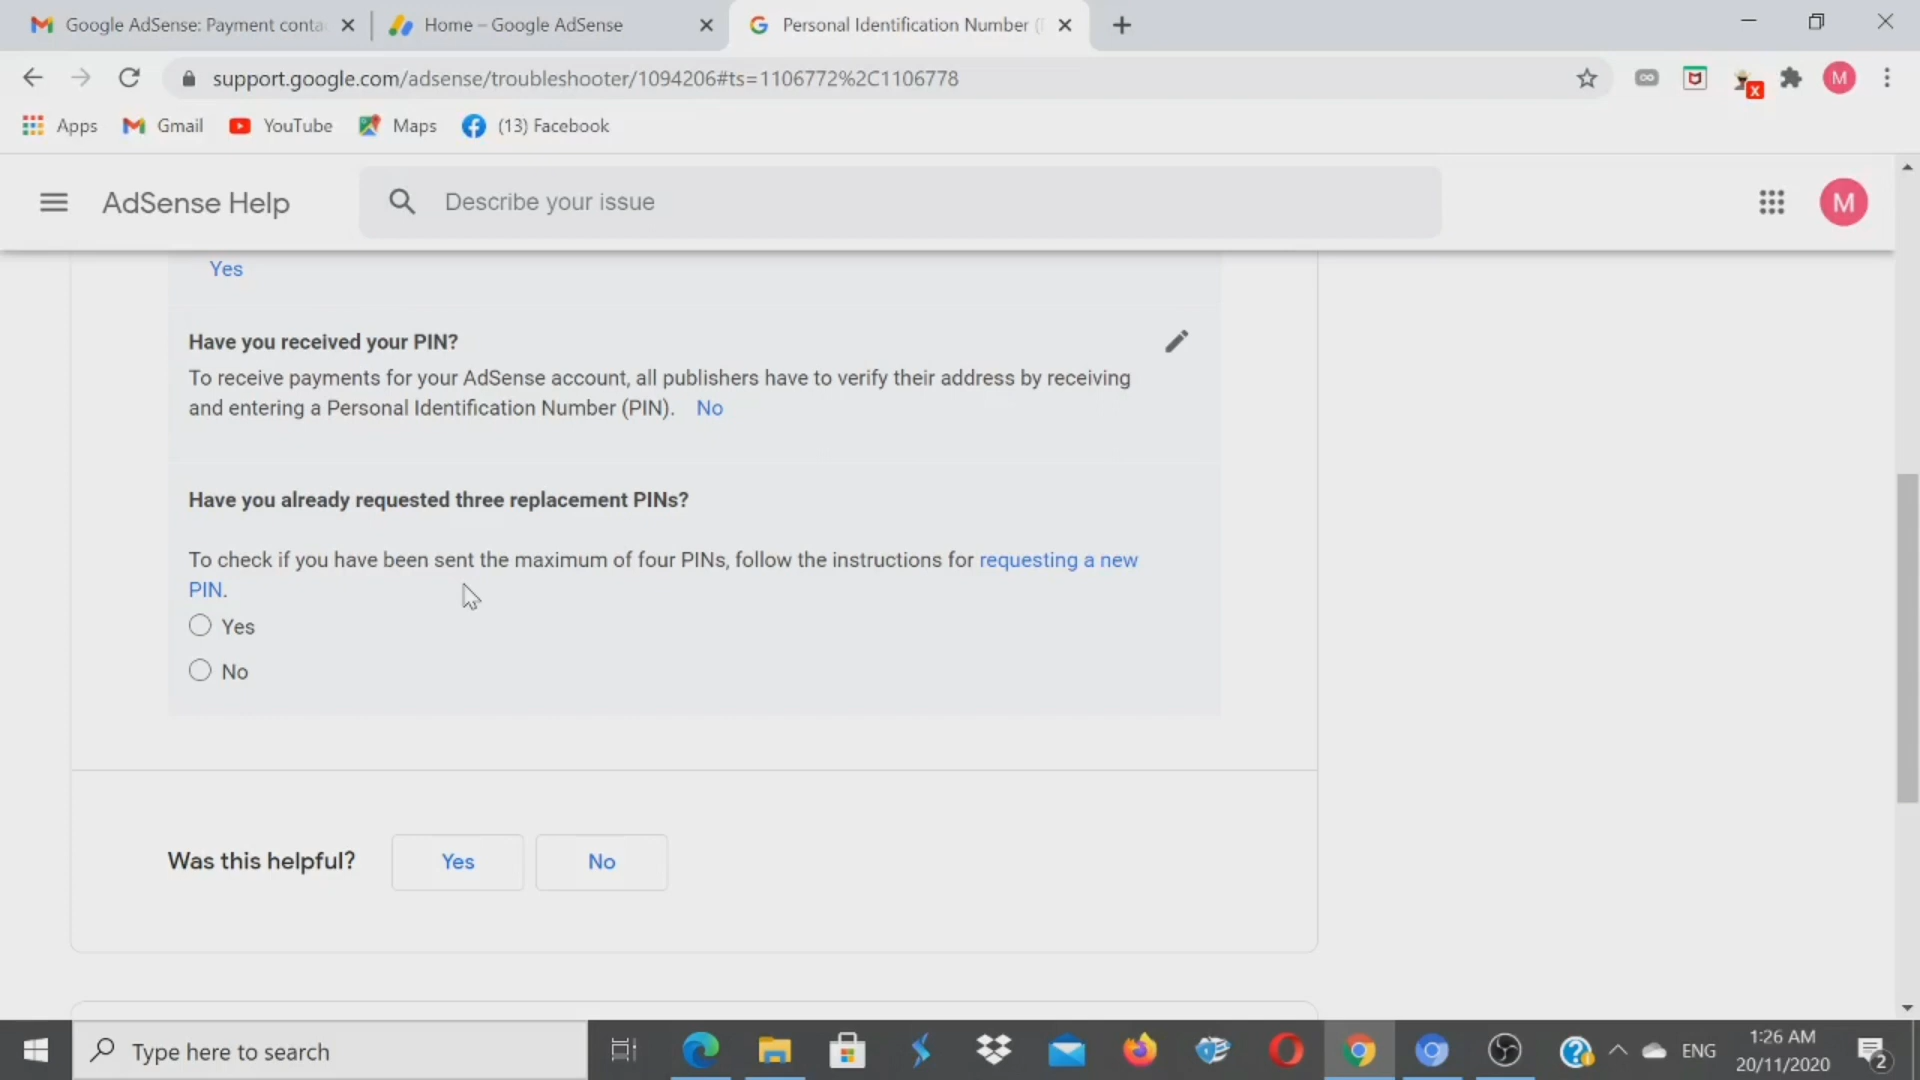 Google AdSense: Payment conta
Home – Google AdSense
Personal Identification Number (
support.google.com/adsense/troubleshooter/1094206#ts=1106772%2C1106778
M
Apps
Gmail
YouTube
Maps
(13) Facebook
AdSense Help
Describe your issue
M
Yes
Have you received your PIN?
To receive payments for your AdSense account, all publishers have to verify their address by receiving
and entering a Personal Identification Number (PIN). No
Have you already requested three replacement PINs?
To check if you have been sent the maximum of four PINs, follow the instructions for requesting a new
PIN.
Yes
No
Was this helpful?
Yes
No
Type here to search
ENG
1:26 AM
20/11/2020
2